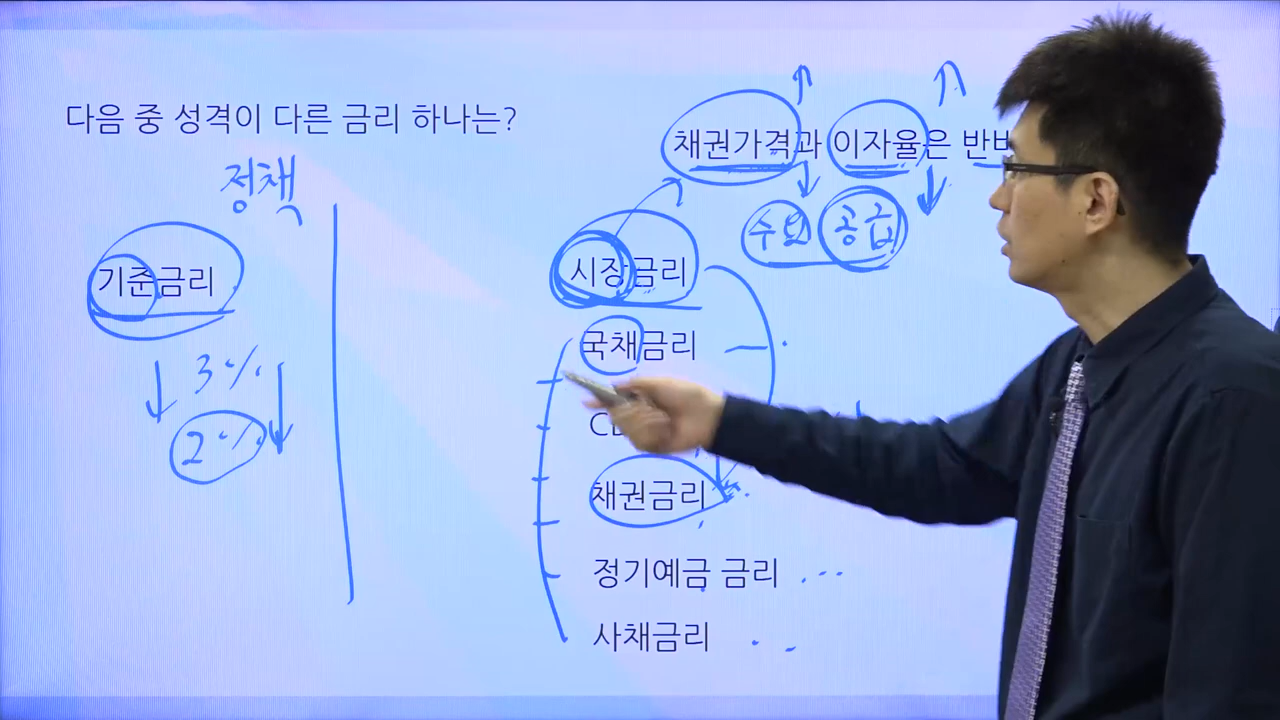 다음 중 성격이 다른 금리 하나는?
채권가격과 이자율은 반비
정책
수요 공급
기준금리
시장금리
국채금리
3%
2%
채권금리
정기예금 금리
사채금리